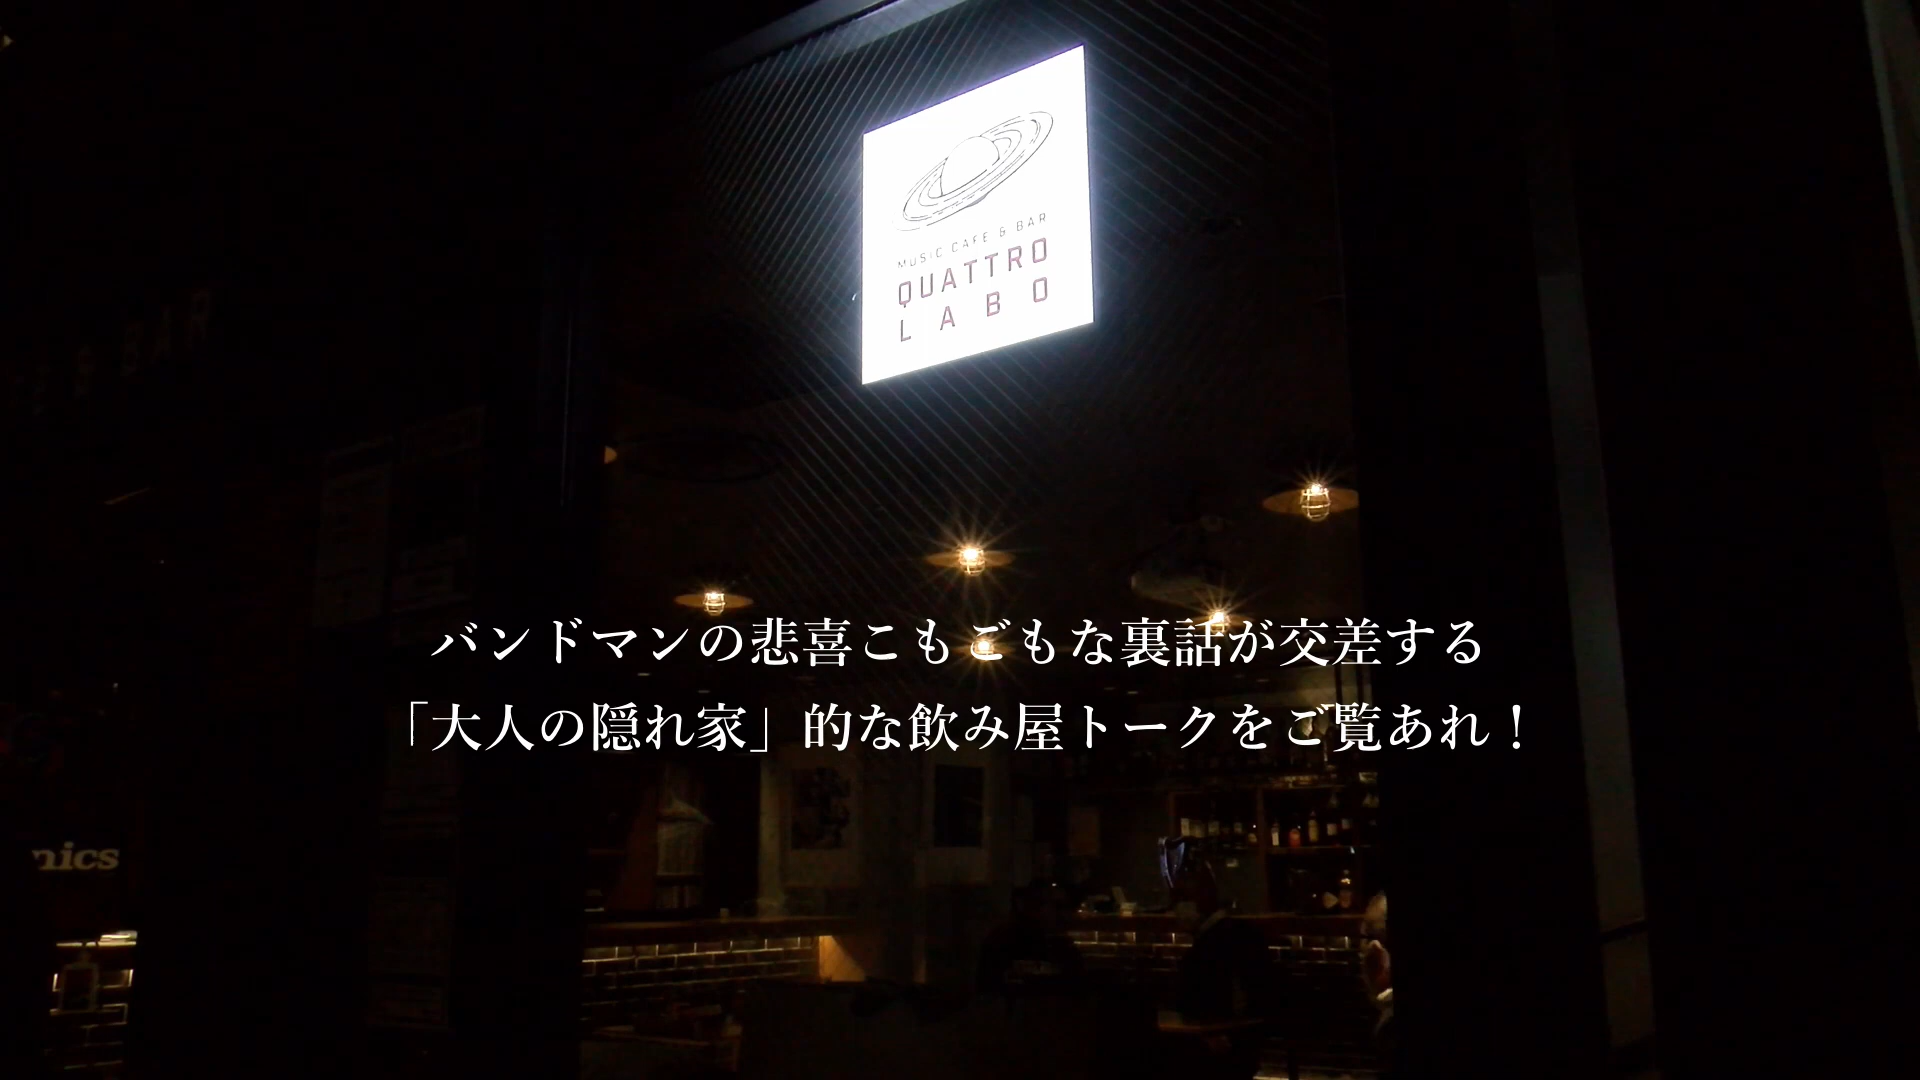 MUSIC CAFE & BAR
QUATTRO
LABO
バンドマンの悲喜こもごもな裏話が交差する
「大人の隠れ家」的な飲み屋トークをご覧あれ！
nics